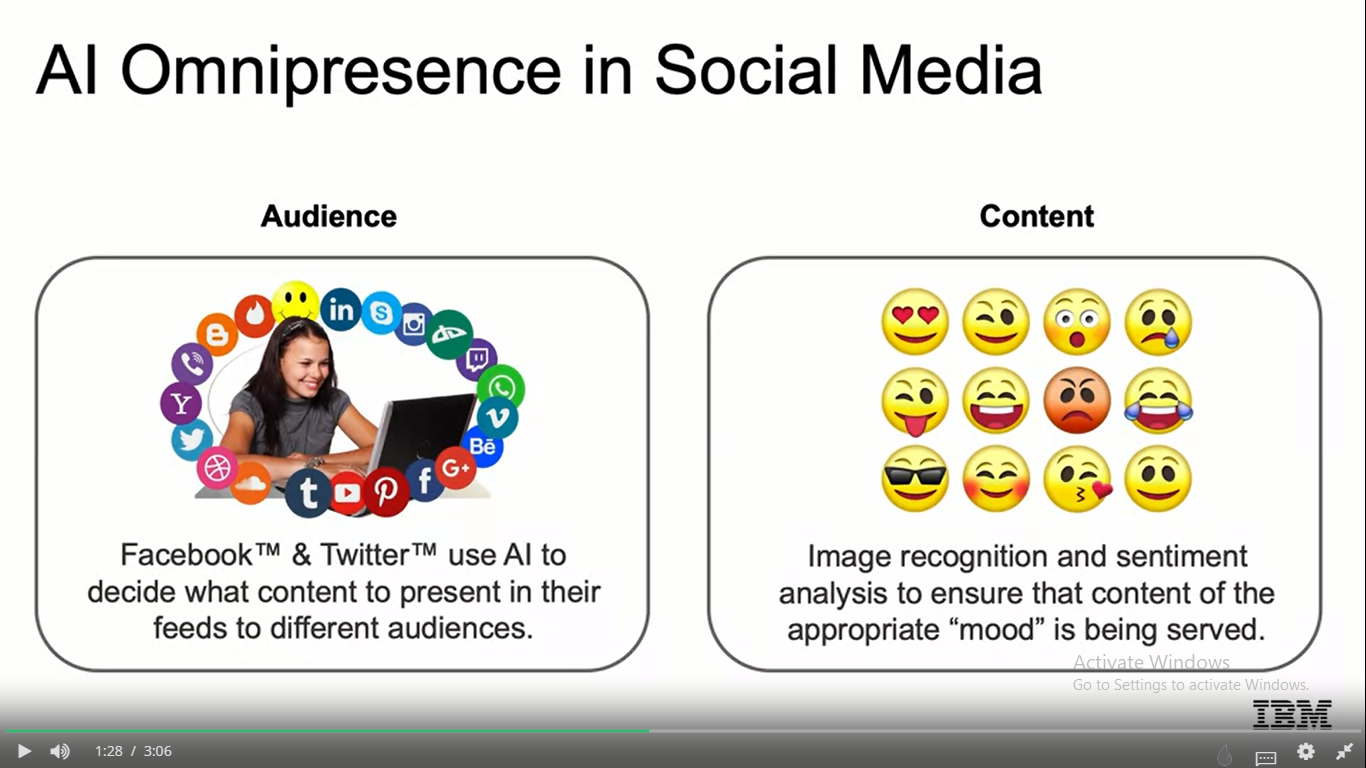 AI Omnipresence in Social Media
Audience
Content
in
Y
Bē
t
f
G+
Facebook™ & Twitter™ use AI to
decide what content to present in their
feeds to different audiences.
Image recognition and sentiment
analysis to ensure that content of the
appropriate “mood” is being served.
Activate Windows
Go to Settings to activate Windows.
IBM
1:28 / 3:06